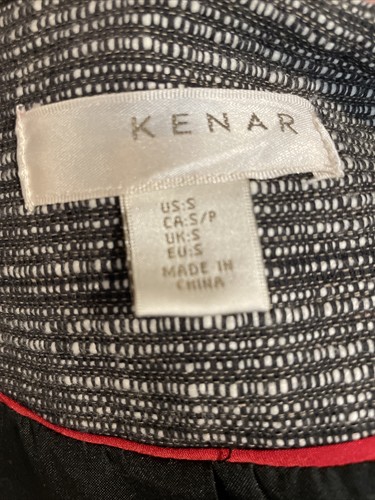 KENAR
US:S
CA:S/P
UK:S
EU:S
MADE IN
CHINA